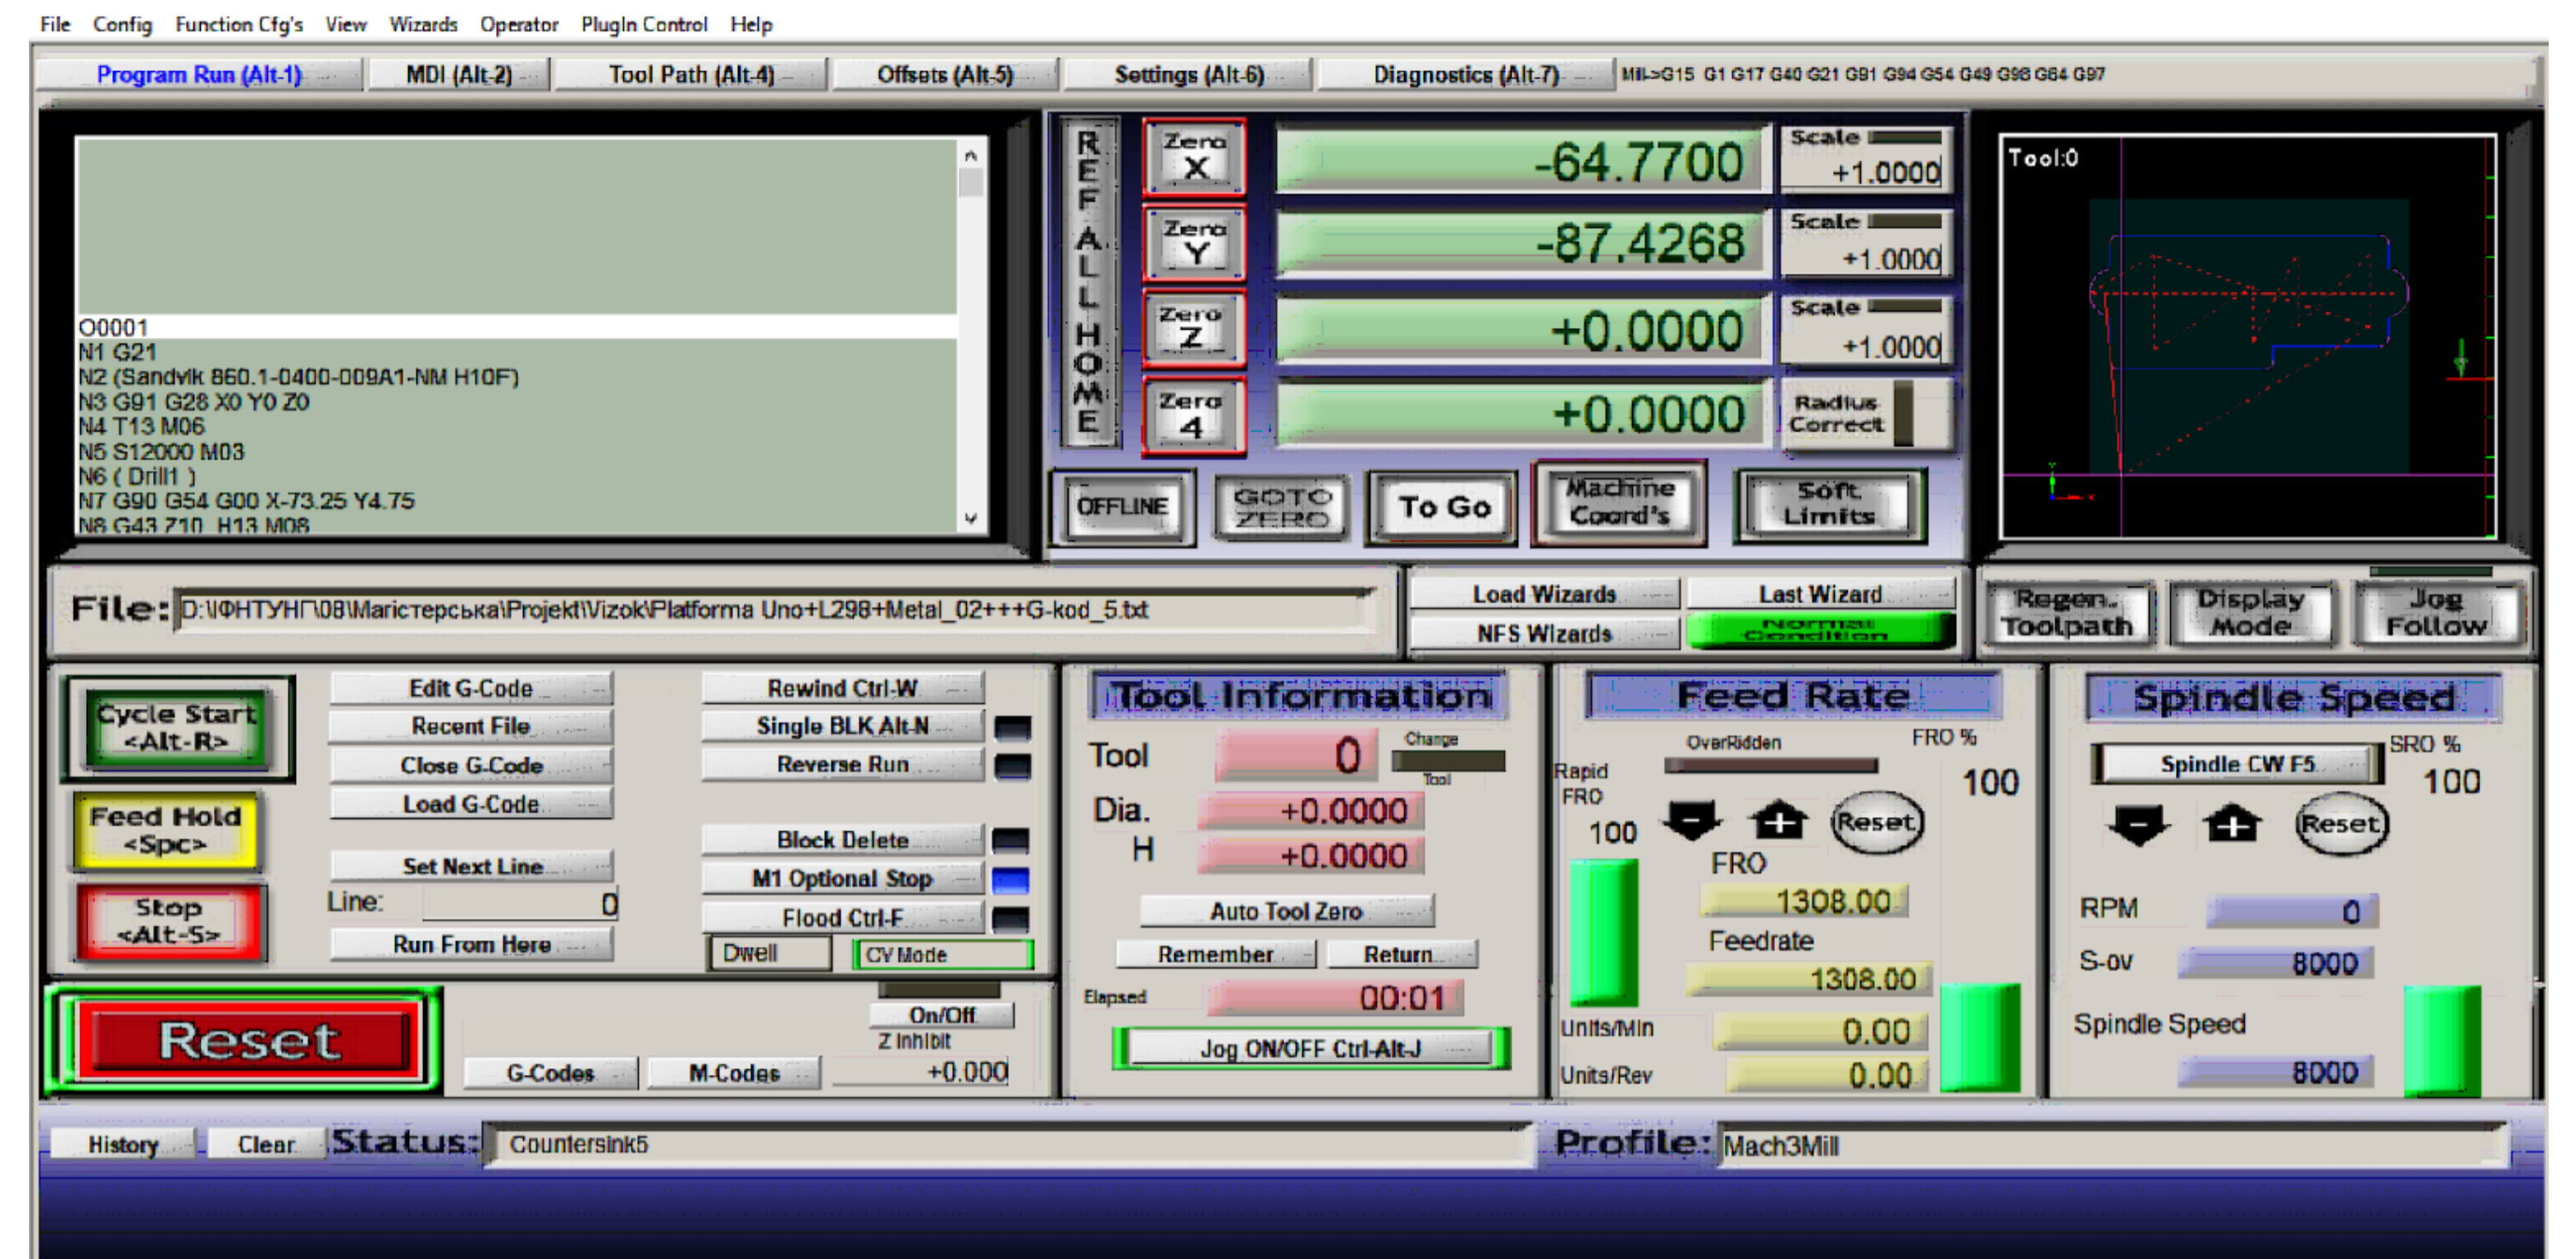 File Config Function Cfg's View Wizards Operator PlugIn Control Help
Program Run (Alt-1) MDI (Alt-2) Tool Path (Alt-4) Offsets (Alt-5) Settings (Alt-6) Diagnostics (Alt-7) Mill->G15 G1 G17 G40 G21 G91 G94 G54 G49 G98 G64 G97
O0001
N1 G21
N2 (Sandvik 860.1-0400-009A1-NM H10F)
N3 G91 G28 X0 Y0 Z0
N4 T13 M06
N5 S12000 M03
N6 ( Drill1 )
N7 G90 G54 G00 X-73.25 Y4.75
N8 G43 Z10 H13 M08
REF ALL HOME
Zero X -64.7700 Scale +1.0000
Zero Y -87.4268 Scale +1.0000
Zero Z +0.0000 Scale +1.0000
Zero 4 +0.0000 Radius Correct
OFFLINE GOTO ZERO To Go Machine Coord's Soft Limits
Tool:0
File: D:\ІФНТУНГ\08\Магістерська\Projekt\Vizok\Platforma Uno+L298+Metal_02+++G-kod_5.txt
Load Wizards Last Wizard
NFS Wizards Normal Condition
Regen. Toolpath Display Mode Jog Follow
Cycle Start <Alt-R>
Feed Hold <Spc>
Stop <Alt-S>
Edit G-Code
Recent File
Close G-Code
Load G-Code
Set Next Line
Line: 0
Run From Here
Rewind Ctrl-W
Single BLK Alt-N
Reverse Run
Block Delete
M1 Optional Stop
Flood Ctrl-F
Dwell CV Mode
Reset
G-Codes M-Codes
On/Off
Z Inhibit
+0.000
Tool Information
Tool 0 Change Tool
Dia. +0.0000
H +0.0000
Auto Tool Zero
Remember Return
Elapsed 00:01
Jog ON/OFF Ctrl-Alt-J
Feed Rate
OverRidden FRO %
Rapid FRO 100
Reset 100
FRO
1308.00
Feedrate
1308.00
Units/Min 0.00
Units/Rev 0.00
Spindle Speed
Spindle CW F5 SRO %
100
Reset
RPM 0
S-ov 8000
Spindle Speed
8000
History Clear Status: Countersink5 Profile: Mach3Mill